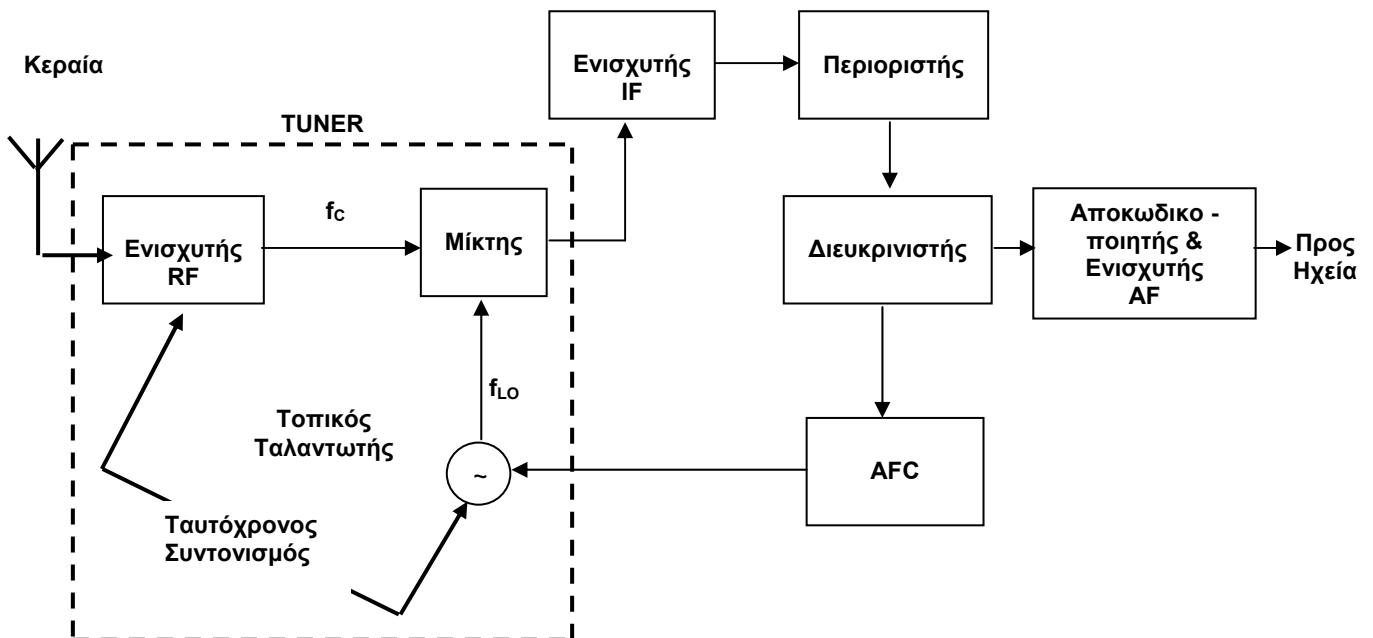 Κεραία
TUNER
Ενισχυτής
RF
fC
Μίκτης
fLO
Τοπικός
Ταλαντωτής
~
Ταυτόχρονος
Συντονισμός
Ενισχυτής
IF
Περιοριστής
Διευκρινιστής
Αποκωδικο -
ποιητής &
Ενισχυτής
AF
Προς
Ηχεία
AFC